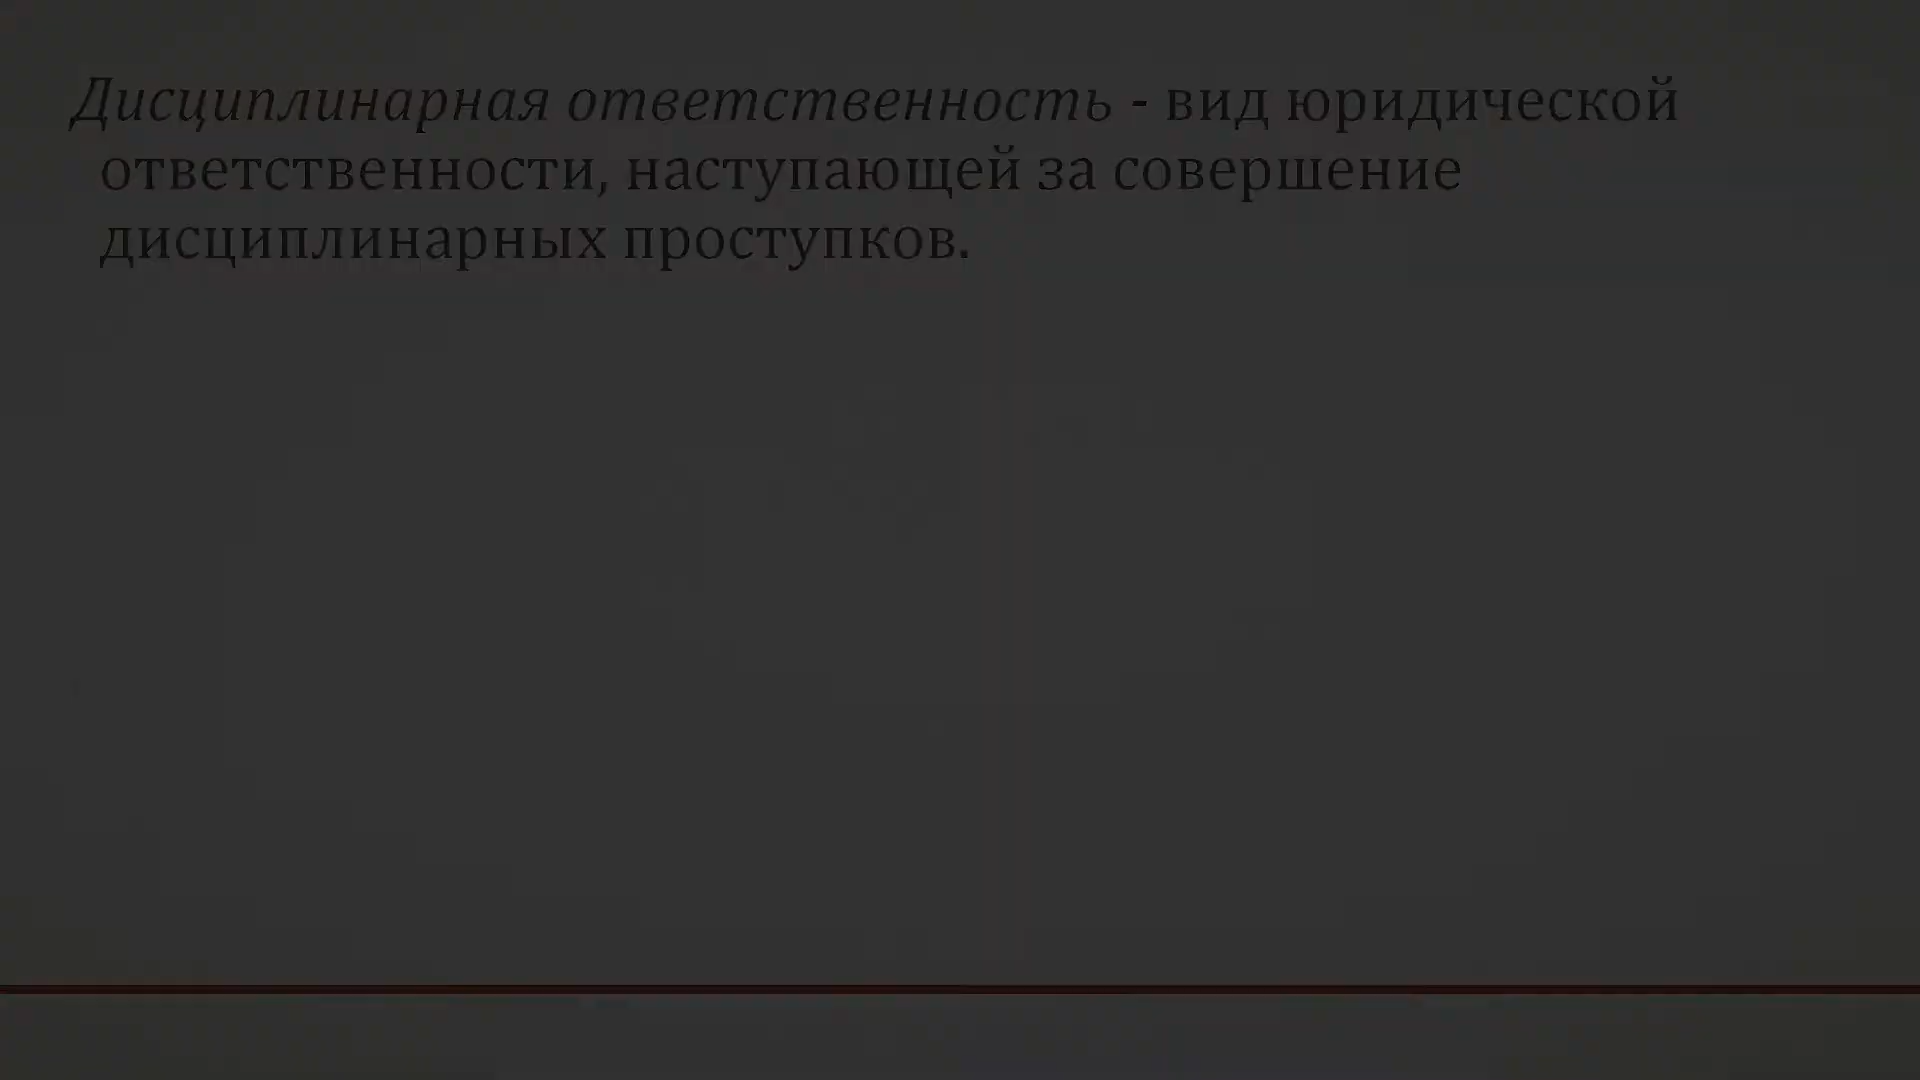 Дисциплинарная ответственность - вид юридической
ответственности, наступающей за совершение
дисциплинарных проступков.